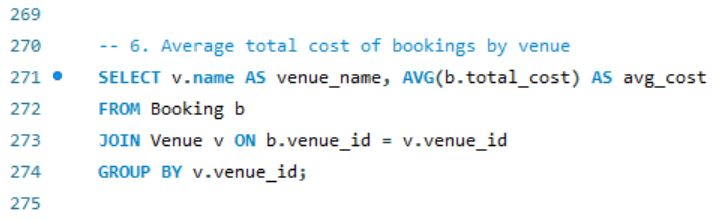 269
270 -- 6. Average total cost of bookings by venue
271 SELECT v.name AS venue_name, AVG(b.total_cost) AS avg_cost
272 FROM Booking b
273 JOIN Venue v ON b.venue_id = v.venue_id
274 GROUP BY v.venue_id;
275